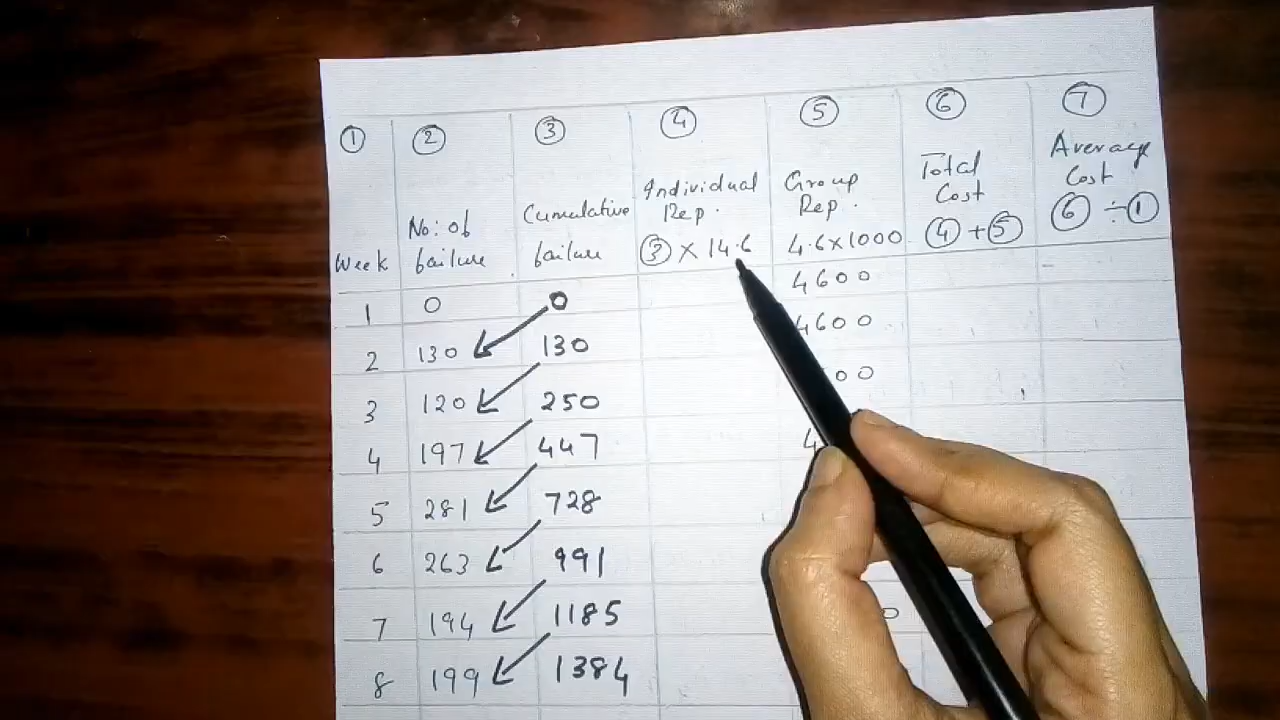 ① ② ③ ④ ⑤ ⑥ ⑦
Week
No: of
failure
Cumulative
failure
Individual
Rep.
③ × 14.6
Group
Rep.
4.6×1000
Total
Cost
④ + ⑤
Average
Cost
⑥ ÷ ①
1 0 0 4600
2 130 130 4600
3 120 250 00
4 197 447 4
5 281 728
6 263 991
7 194 1185 0
8 199 1384